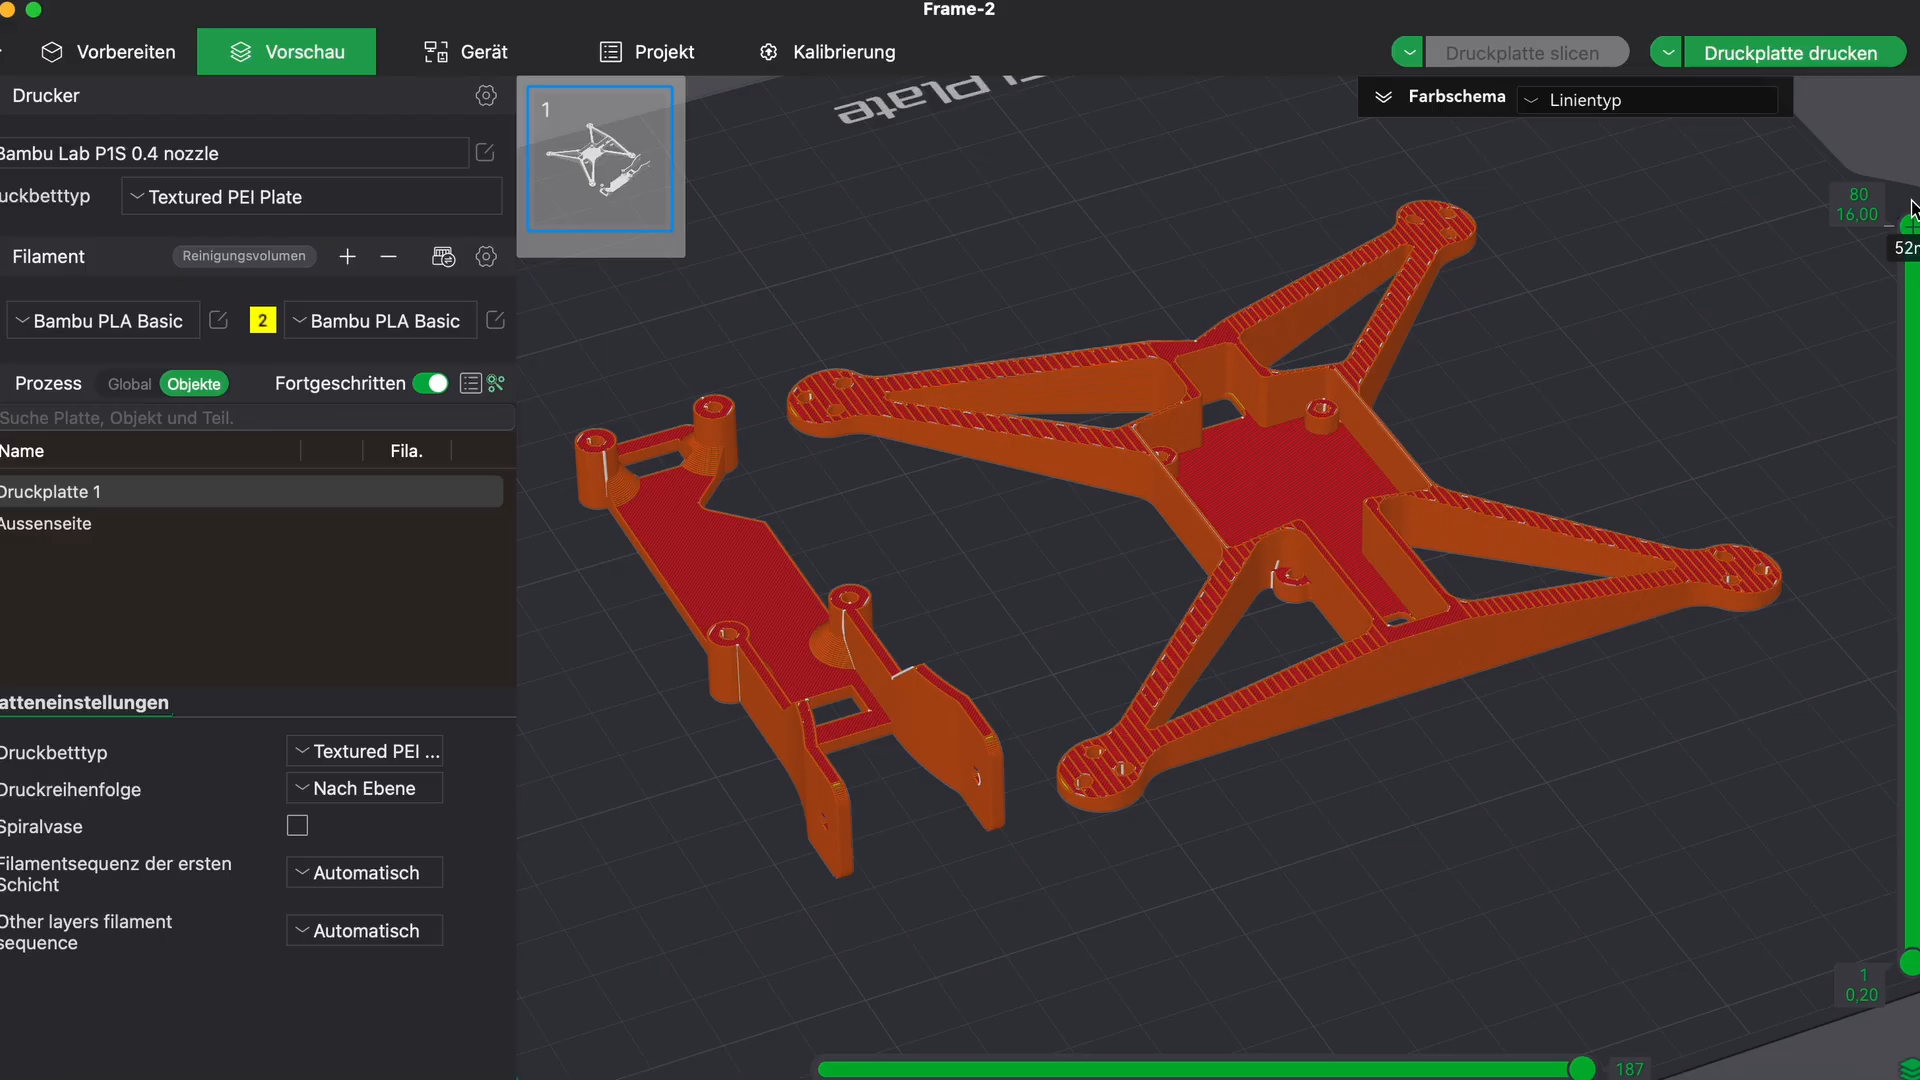 Frame-2
Vorbereiten
Vorschau
Gerät
Projekt
Kalibrierung
Druckplatte slicen
Druckplatte drucken
Drucker
Bambu Lab P1S 0.4 nozzle
uckbetttyp
Textured PEI Plate
Filament
Reinigungsvolumen
Bambu PLA Basic
2
Bambu PLA Basic
Prozess
Global
Objekte
Fortgeschritten
Suche Platte, Objekt und Teil.
Name
Fila.
Druckplatte 1
Aussenseite
atteneinstellungen
Druckbetttyp
Textured PEI ...
Druckreihenfolge
Nach Ebene
Spiralvase
Filamentsequenz der ersten
Schicht
Automatisch
Other layers filament
sequence
Automatisch
1
Plate
Farbschema
Linientyp
80
16,00
52m
1
0,20
187